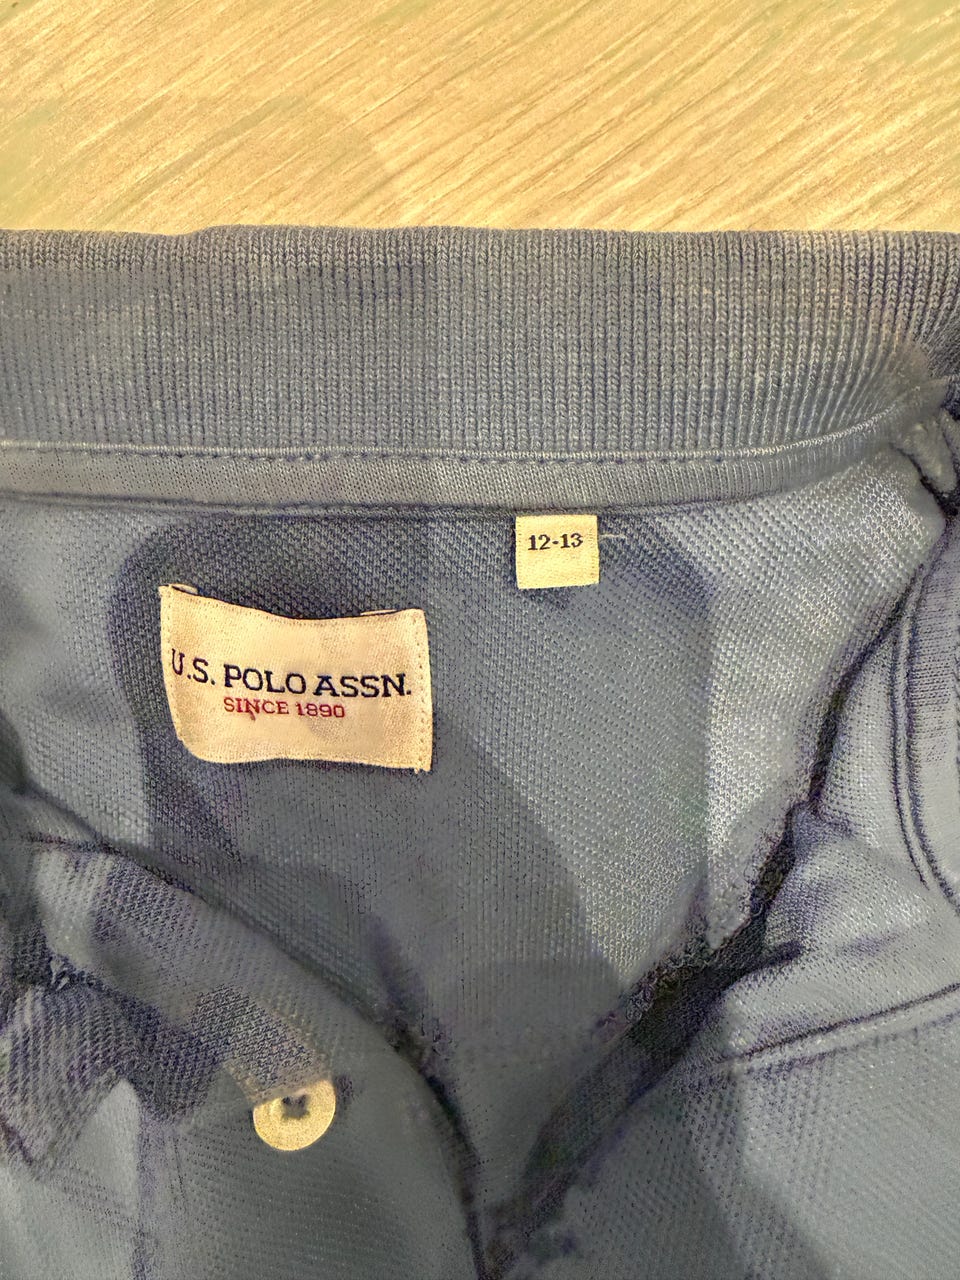 12-13
U.S. POLO ASSN.
SINCE 1890